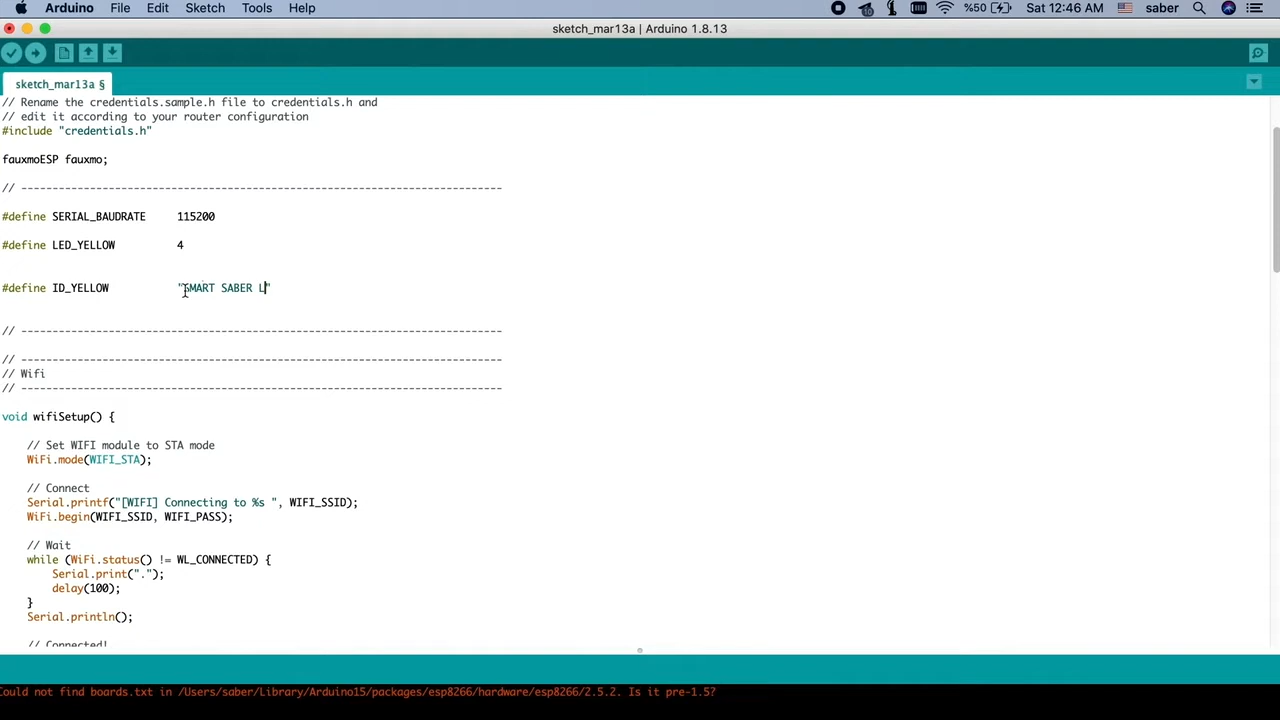 Arduino File Edit Sketch Tools Help %50 Sat 12:46 AM saber
sketch_mar13a | Arduino 1.8.13
sketch_mar13a §
// Rename the credentials.sample.h file to credentials.h and
// edit it according to your router configuration
#include "credentials.h"
fauxmoESP fauxmo;
// -----------------------------------------------------------------------------
#define SERIAL_BAUDRATE     115200
#define LED_YELLOW          4
#define ID_YELLOW           "SMART SABER L"
// -----------------------------------------------------------------------------
// -----------------------------------------------------------------------------
// Wifi
// -----------------------------------------------------------------------------
void wifiSetup() {
    // Set WIFI module to STA mode
    WiFi.mode(WIFI_STA);
    // Connect
    Serial.printf("[WIFI] Connecting to %s ", WIFI_SSID);
    WiFi.begin(WIFI_SSID, WIFI_PASS);
    // Wait
    while (WiFi.status() != WL_CONNECTED) {
        Serial.print(".");
        delay(100);
    }
    Serial.println();
    // Connected!
Could not find boards.txt in /Users/saber/Library/Arduino15/packages/esp8266/hardware/esp8266/2.5.2. Is it pre-1.5?